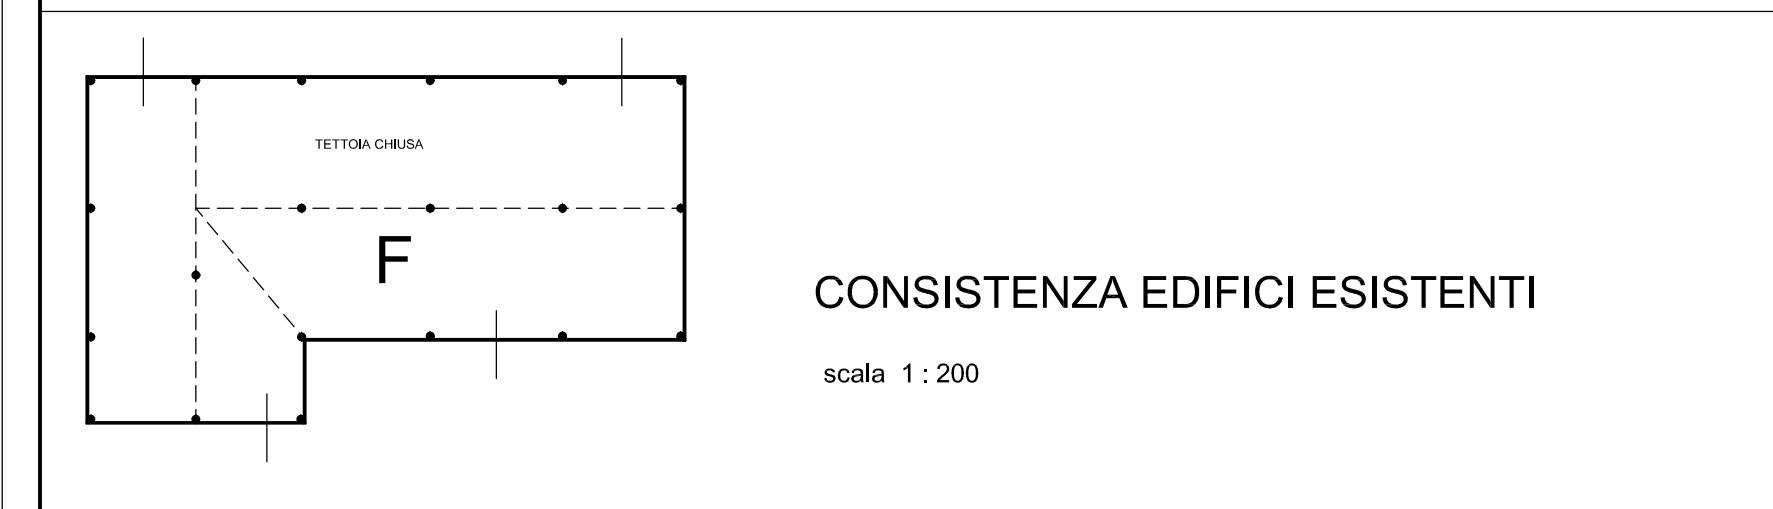 TETTOIA CHIUSA
F
CONSISTENZA EDIFICI ESISTENTI
scala 1 : 200